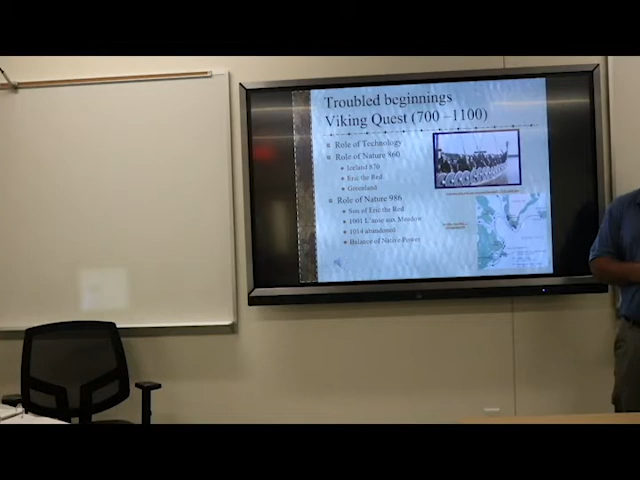 Troubled beginnings
Viking Quest (700 –1100)
Role of Technology
Role of Nature 860
Iceland 870
Eric the Red
Greenland
Role of Nature 986
Son of Eric the Red
1001 L'anse aux Meadow
1014 abandoned
Balance of Native Power